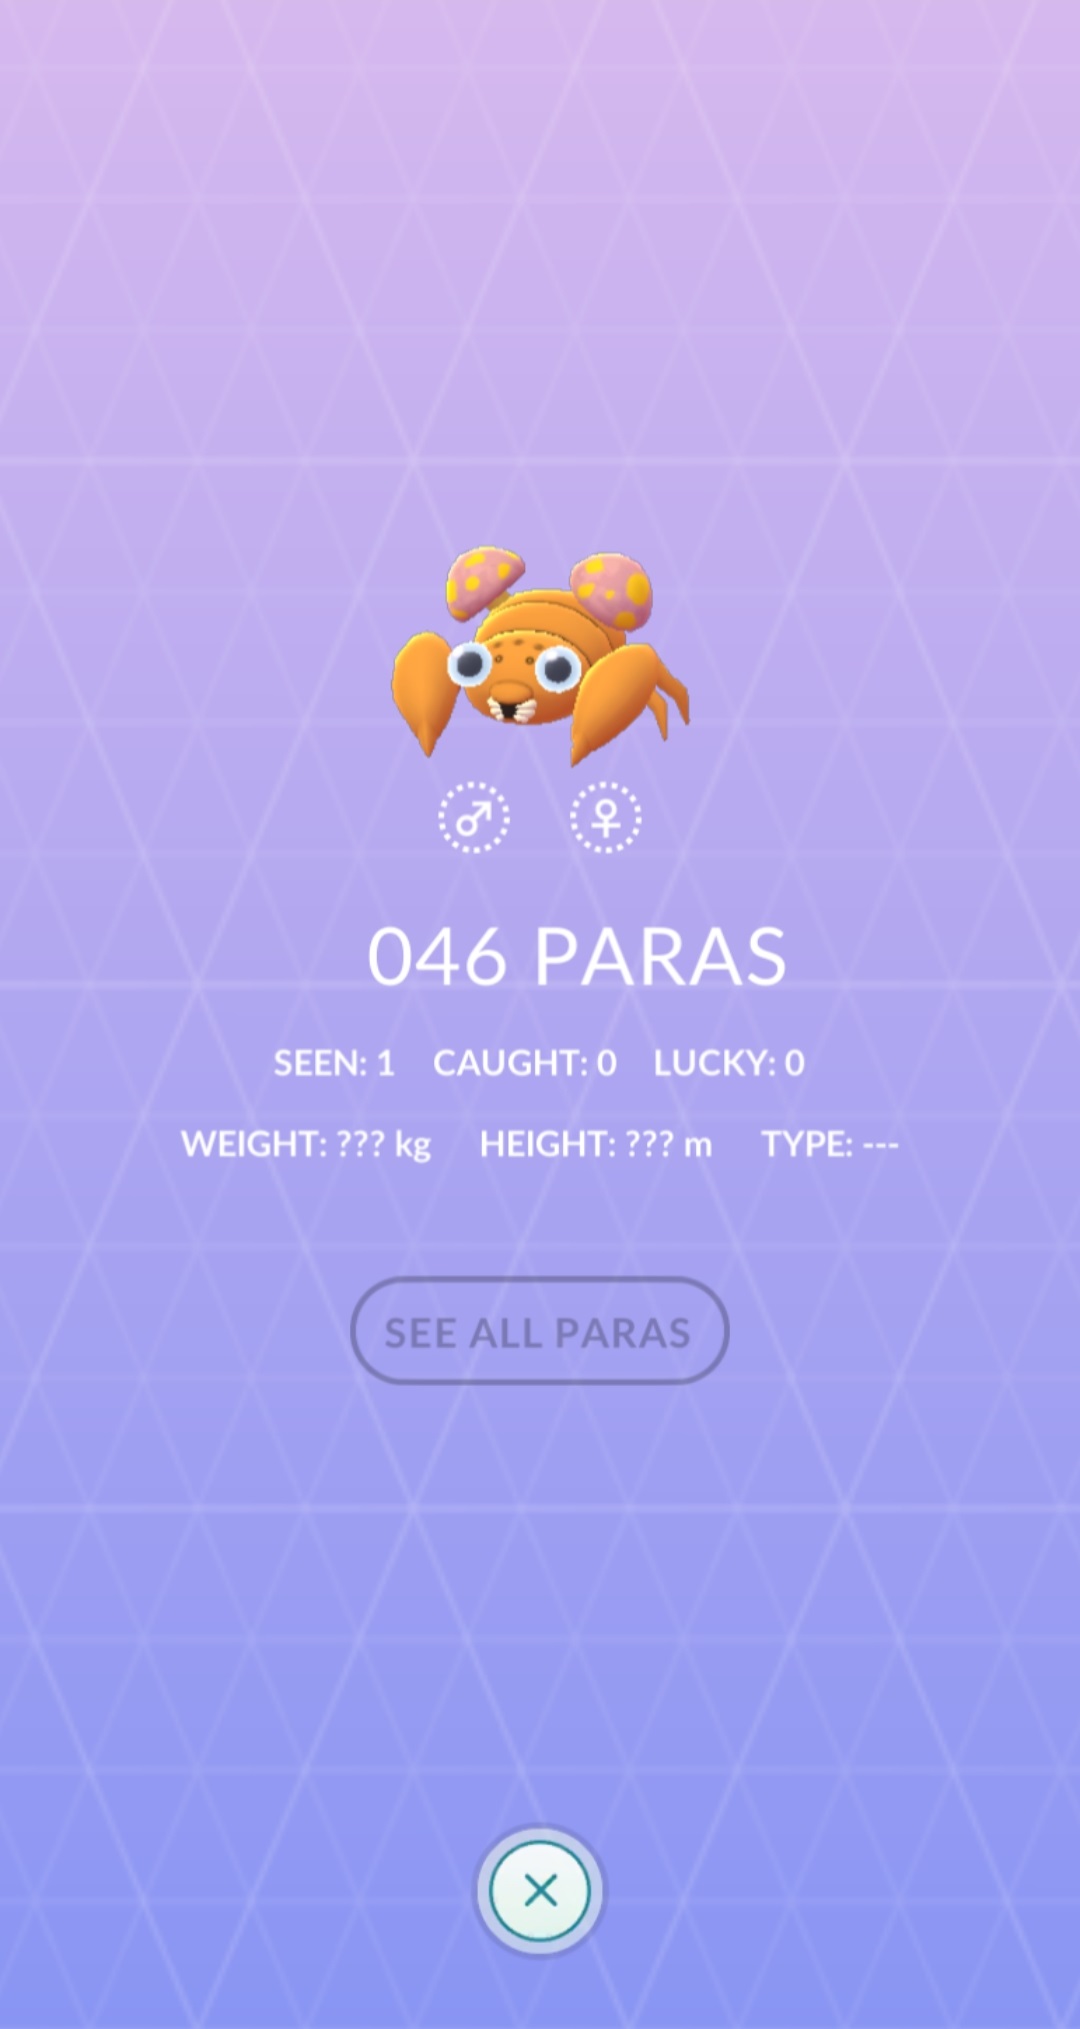 046 PARAS
SEEN: 1 CAUGHT: 0 LUCKY: 0
WEIGHT: ??? kg HEIGHT: ??? m TYPE: ---
SEE ALL PARAS